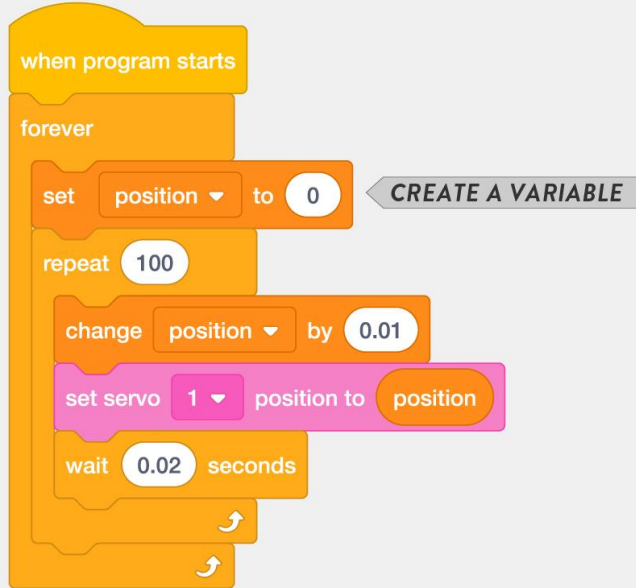 when program starts
forever
set position to 0
CREATE A VARIABLE
repeat 100
change position by 0.01
set servo 1 position to position
wait 0.02 seconds